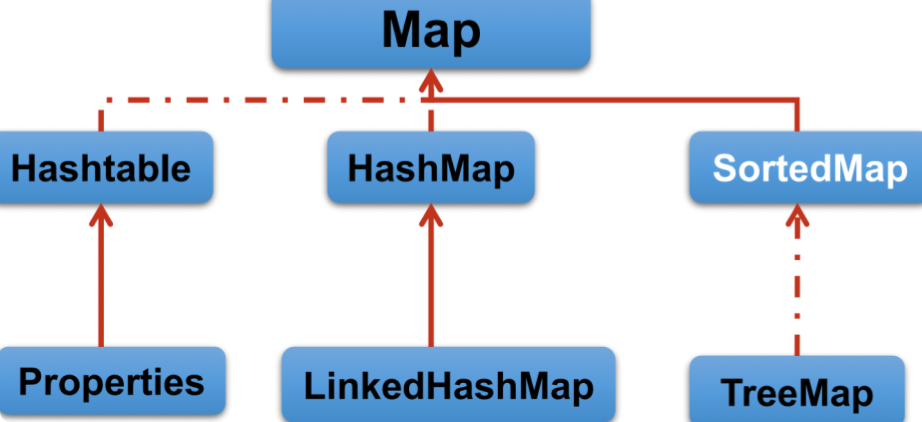 Map
Hashtable
HashMap
SortedMap
Properties
LinkedHashMap
TreeMap